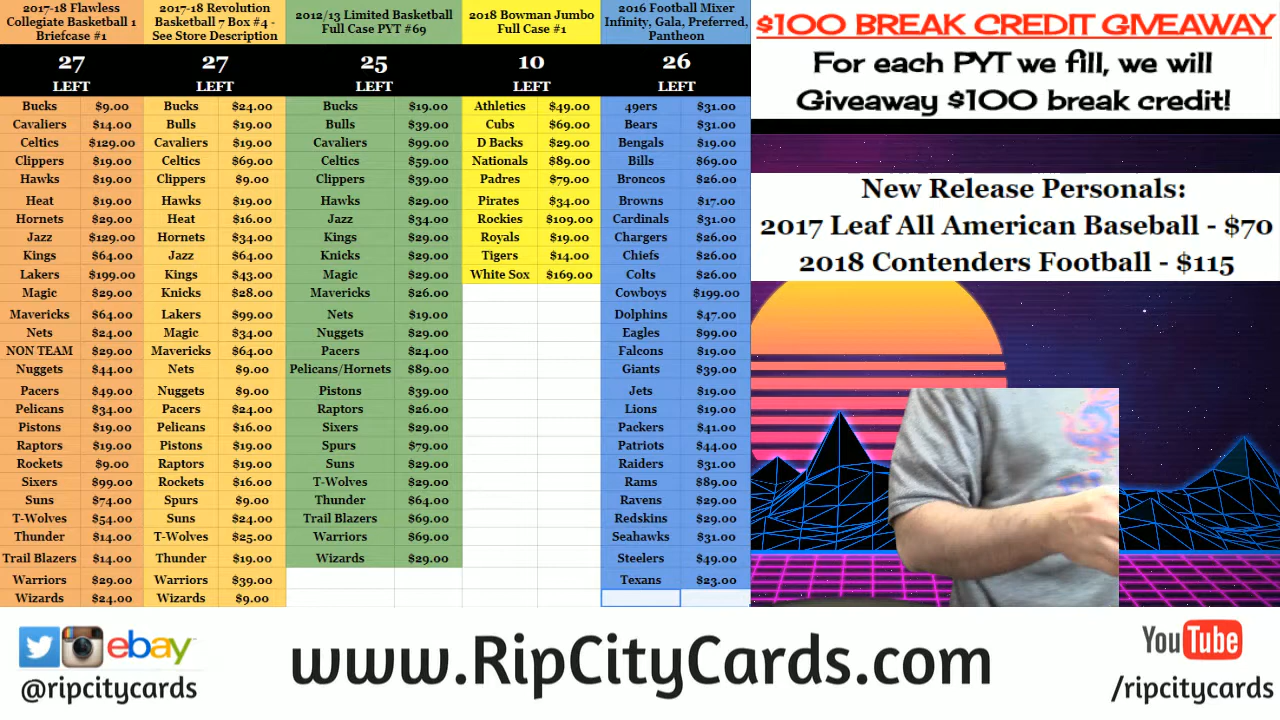 2017-18 Flawless
Collegiate Basketball 1
Briefcase #1
27
LEFT
Bucks $9.00
Cavaliers $14.00
Celtics $129.00
Clippers $19.00
Hawks $19.00
Heat $19.00
Hornets $29.00
Jazz $129.00
Kings $64.00
Lakers $199.00
Magic $29.00
Mavericks $64.00
Nets $24.00
NON TEAM $29.00
Nuggets $44.00
Pacers $49.00
Pelicans $34.00
Pistons $19.00
Raptors $19.00
Rockets $9.00
Sixers $99.00
Suns $74.00
T-Wolves $54.00
Thunder $14.00
Trail Blazers $14.00
Warriors $29.00
Wizards $24.00
2017-18 Revolution
Basketball 7 Box #4 -
See Store Description
27
LEFT
Bucks $24.00
Bulls $19.00
Cavaliers $19.00
Celtics $69.00
Clippers $9.00
Hawks $19.00
Heat $16.00
Hornets $34.00
Jazz $64.00
Kings $43.00
Knicks $28.00
Lakers $99.00
Magic $34.00
Mavericks $64.00
Nets $9.00
Nuggets $9.00
Pacers $24.00
Pelicans $16.00
Pistons $19.00
Raptors $19.00
Rockets $16.00
Spurs $9.00
Suns $24.00
T-Wolves $25.00
Thunder $19.00
Warriors $39.00
Wizards $9.00
2012/13 Limited Basketball
Full Case PYT #69
25
LEFT
Bucks $19.00
Bulls $39.00
Cavaliers $99.00
Celtics $59.00
Clippers $39.00
Hawks $29.00
Jazz $34.00
Kings $29.00
Knicks $29.00
Magic $29.00
Mavericks $26.00
Nets $19.00
Nuggets $29.00
Pacers $24.00
Pelicans/Hornets $89.00
Pistons $39.00
Raptors $26.00
Sixers $29.00
Spurs $79.00
Suns $29.00
T-Wolves $29.00
Thunder $64.00
Trail Blazers $69.00
Warriors $69.00
Wizards $29.00
2018 Bowman Jumbo
Full Case #1
10
LEFT
Athletics $49.00
Cubs $69.00
D Backs $29.00
Nationals $89.00
Padres $79.00
Pirates $34.00
Rockies $109.00
Royals $19.00
Tigers $14.00
White Sox $169.00
2016 Football Mixer
Infinity, Gala, Preferred,
Pantheon
26
LEFT
49ers $31.00
Bears $31.00
Bengals $19.00
Bills $69.00
Broncos $26.00
Browns $17.00
Cardinals $31.00
Chargers $26.00
Chiefs $26.00
Colts $26.00
Cowboys $199.00
Dolphins $47.00
Eagles $99.00
Falcons $19.00
Giants $39.00
Jets $19.00
Lions $19.00
Packers $41.00
Patriots $44.00
Raiders $31.00
Rams $89.00
Ravens $29.00
Redskins $29.00
Seahawks $31.00
Steelers $49.00
Texans $23.00
$100 BREAK CREDIT GIVEAWAY
For each PYT we fill, we will
Giveaway $100 break credit!
New Release Personals:
2017 Leaf All American Baseball - $70
2018 Contenders Football - $115
ebay
@ripcitycards
www.RipCityCards.com
YouTube
/ripcitycards